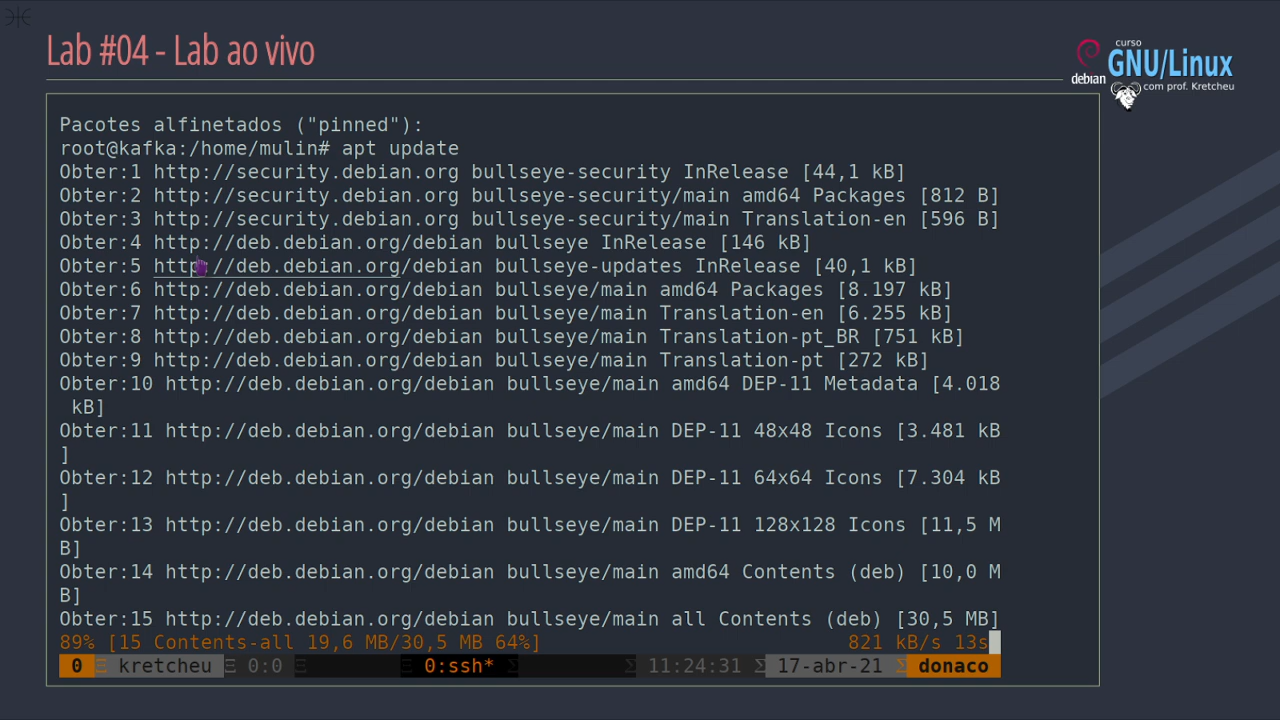 Lab #04 - Lab ao vivo
curso
GNU/Linux
debian
com prof. Kretcheu
Pacotes alfinetados ("pinned"):
root@kafka:/home/mulin# apt update
Obter:1 http://security.debian.org bullseye-security InRelease [44,1 kB]
Obter:2 http://security.debian.org bullseye-security/main amd64 Packages [812 B]
Obter:3 http://security.debian.org bullseye-security/main Translation-en [596 B]
Obter:4 http://deb.debian.org/debian bullseye InRelease [146 kB]
Obter:5 http://deb.debian.org/debian bullseye-updates InRelease [40,1 kB]
Obter:6 http://deb.debian.org/debian bullseye/main amd64 Packages [8.197 kB]
Obter:7 http://deb.debian.org/debian bullseye/main Translation-en [6.255 kB]
Obter:8 http://deb.debian.org/debian bullseye/main Translation-pt_BR [751 kB]
Obter:9 http://deb.debian.org/debian bullseye/main Translation-pt [272 kB]
Obter:10 http://deb.debian.org/debian bullseye/main amd64 DEP-11 Metadata [4.018
kB]
Obter:11 http://deb.debian.org/debian bullseye/main DEP-11 48x48 Icons [3.481 kB
]
Obter:12 http://deb.debian.org/debian bullseye/main DEP-11 64x64 Icons [7.304 kB
]
Obter:13 http://deb.debian.org/debian bullseye/main DEP-11 128x128 Icons [11,5 M
B]
Obter:14 http://deb.debian.org/debian bullseye/main amd64 Contents (deb) [10,0 M
B]
Obter:15 http://deb.debian.org/debian bullseye/main all Contents (deb) [30,5 MB]
89% [15 Contents-all 19,6 MB/30,5 MB 64%] 821 kB/s 13s
0 Ξ kretcheu Ξ 0:0 Ξ Σ 0:ssh* Σ Σ 11:24:31 Σ 17-abr-21 Σ donaco